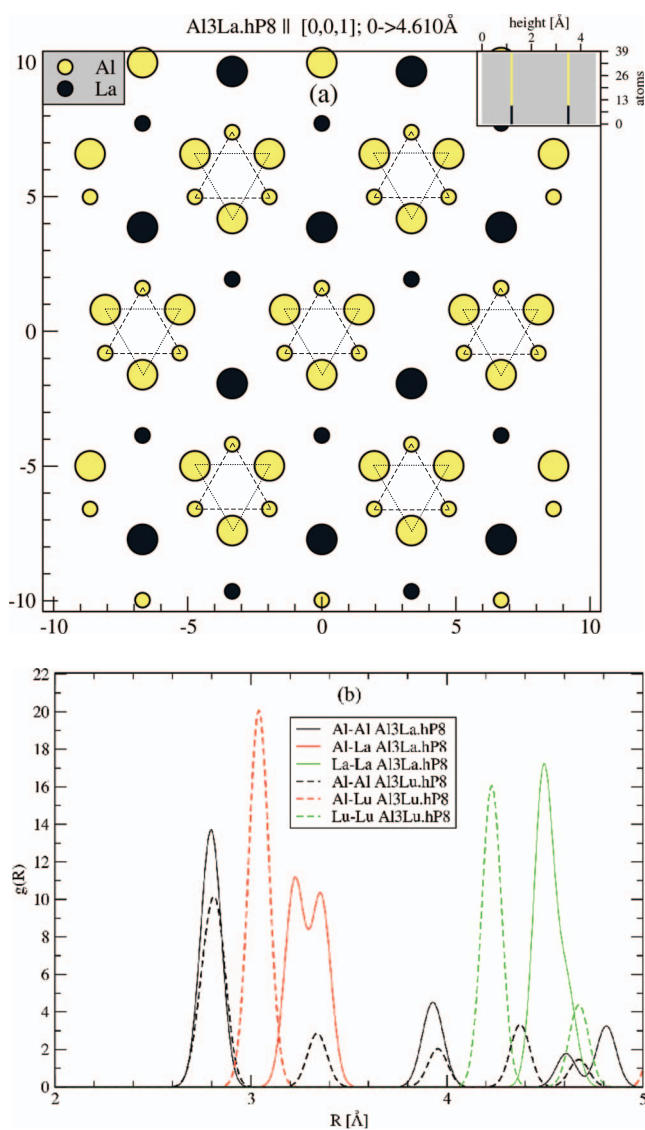 Al3La.hP8 || [0,0,1]; 0->4.610Å
height [Å]
0 2 4
39
26
13
0
atoms
Al
La
(a)
10
5
0
-5
-10
-10 -5 0 5 10
(b)
22
20
18
16
14
12
10
8
6
4
2
0
g(R)
Al-Al Al3La.hP8
Al-La Al3La.hP8
La-La Al3La.hP8
Al-Al Al3Lu.hP8
Al-Lu Al3Lu.hP8
Lu-Lu Al3Lu.hP8
2 3 4 5
R [Å]